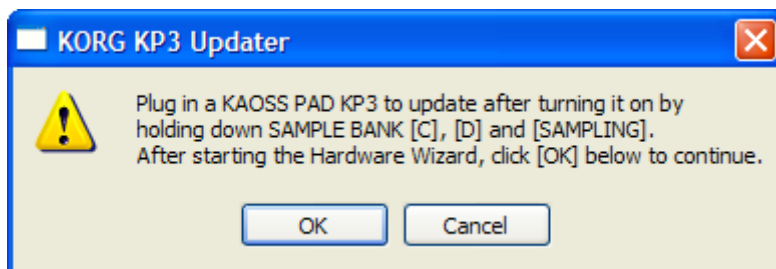 KORG KP3 Updater
Plug in a KAOSS PAD KP3 to update after turning it on by
holding down SAMPLE BANK [C], [D] and [SAMPLING].
After starting the Hardware Wizard, click [OK] below to continue.
OK Cancel